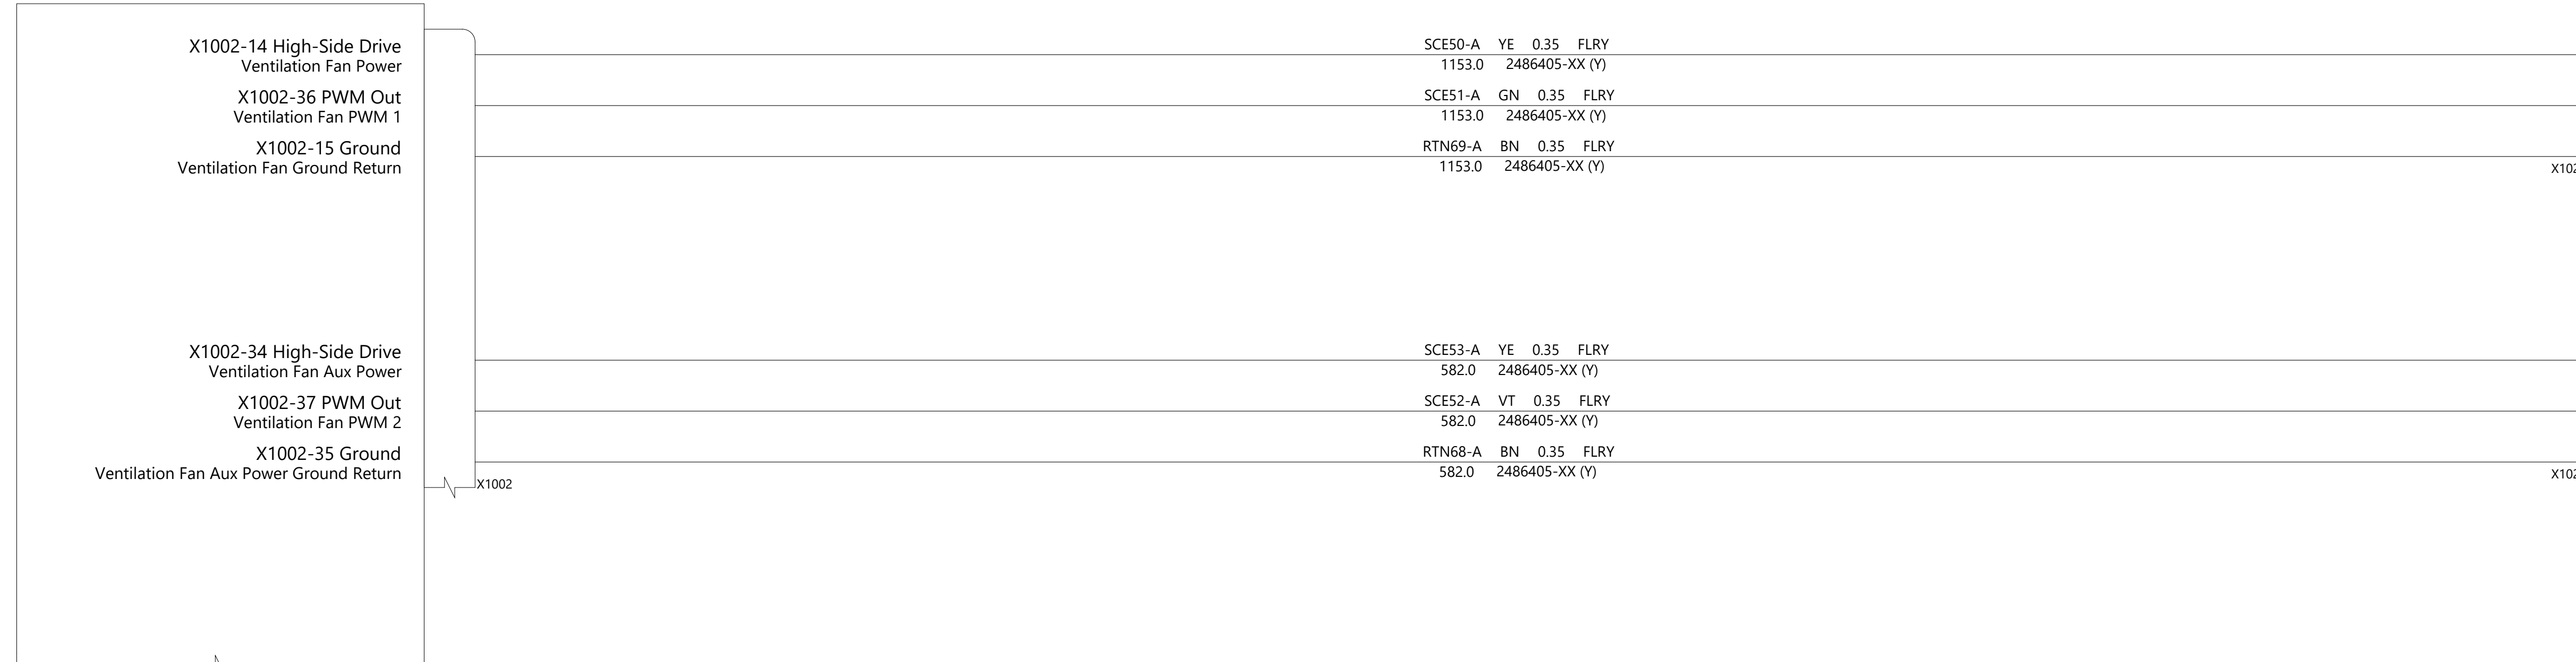 X1002-14 High-Side Drive
Ventilation Fan Power
SCE50-A YE 0.35 FLRY
1153.0 2486405-XX (Y)
X1002-36 PWM Out
Ventilation Fan PWM 1
SCE51-A GN 0.35 FLRY
1153.0 2486405-XX (Y)
X1002-15 Ground
Ventilation Fan Ground Return
RTN69-A BN 0.35 FLRY
1153.0 2486405-XX (Y)
X1002-34 High-Side Drive
Ventilation Fan Aux Power
SCE53-A YE 0.35 FLRY
582.0 2486405-XX (Y)
X1002-37 PWM Out
Ventilation Fan PWM 2
SCE52-A VT 0.35 FLRY
582.0 2486405-XX (Y)
X1002-35 Ground
Ventilation Fan Aux Power Ground Return
RTN68-A BN 0.35 FLRY
582.0 2486405-XX (Y)
X1002